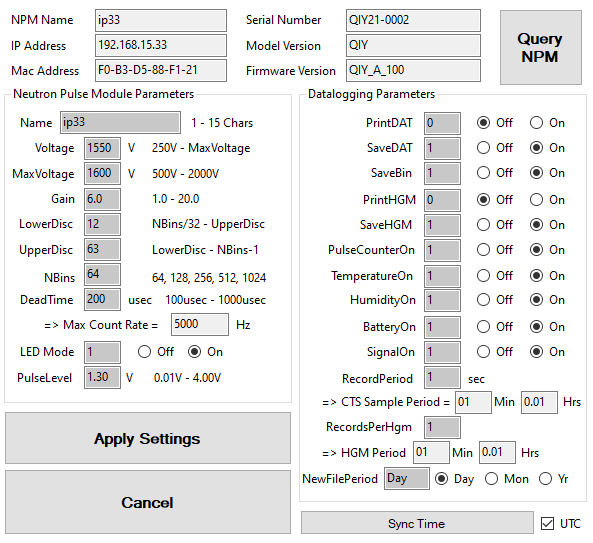 NPM Name ip33 Serial Number QIY21-0002
IP Address 192.168.15.33 Model Version QIY
Mac Address F0-B3-D5-88-F1-21 Firmware Version QIY_A_100
Query
NPM
Neutron Pulse Module Parameters
Name ip33 1 - 15 Chars
Voltage 1550 V 250V - MaxVoltage
MaxVoltage 1600 V 500V - 2000V
Gain 6.0 1.0 - 20.0
LowerDisc 12 NBins/32 - UpperDisc
UpperDisc 63 LowerDisc - NBins-1
NBins 64 64, 128, 256, 512, 1024
DeadTime 200 usec 100usec - 1000usec
=> Max Count Rate = 5000 Hz
LED Mode 1 Off On
PulseLevel 1.30 V 0.01V - 4.00V
Apply Settings
Cancel
Datalogging Parameters
PrintDAT 0 Off On
SaveDAT 1 Off On
SaveBin 1 Off On
PrintHGM 0 Off On
SaveHGM 1 Off On
PulseCounterOn 1 Off On
TemperatureOn 1 Off On
HumidityOn 1 Off On
BatteryOn 1 Off On
SignalOn 1 Off On
RecordPeriod 1 sec
=> CTS Sample Period = 01 Min 0.01 Hrs
RecordsPerHgm 1
=> HGM Period 01 Min 0.01 Hrs
NewFilePeriod Day Day Mon Yr
Sync Time UTC